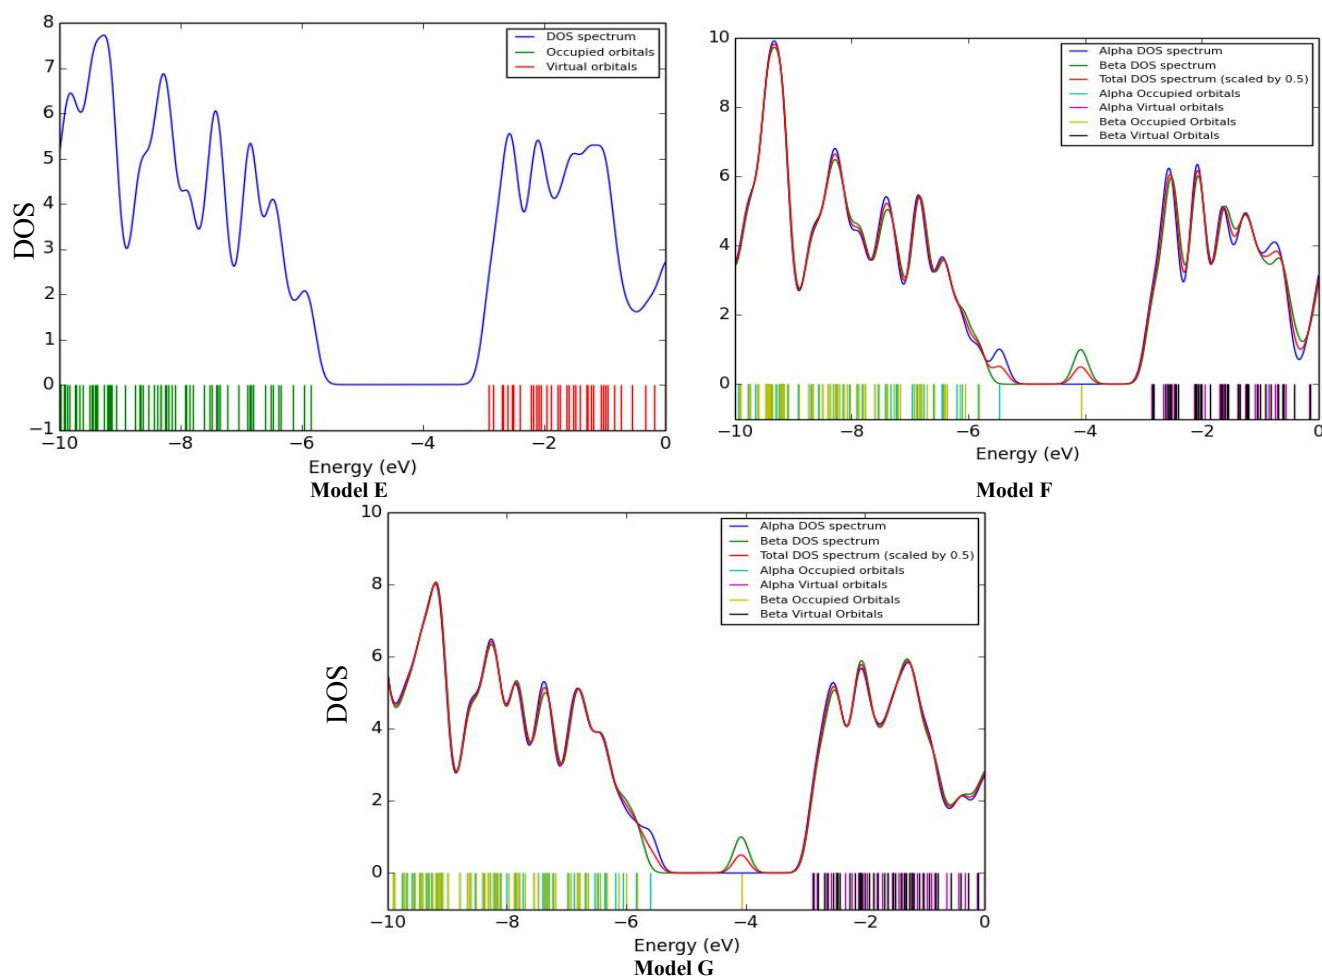 8
7
6
5
4
3
2
1
0
−1
DOS
DOS spectrum
Occupied orbitals
Virtual orbitals
−10 −8 −6 −4 −2 0
Energy (eV)
Model E
10
8
6
4
2
0
Alpha DOS spectrum
Beta DOS spectrum
Total DOS spectrum (scaled by 0.5)
Alpha Occupied orbitals
Alpha Virtual orbitals
Beta Occupied Orbitals
Beta Virtual Orbitals
−10 −8 −6 −4 −2 0
Energy (eV)
Model F
10
8
6
4
2
0
DOS
Alpha DOS spectrum
Beta DOS spectrum
Total DOS spectrum (scaled by 0.5)
Alpha Occupied orbitals
Alpha Virtual orbitals
Beta Occupied Orbitals
Beta Virtual Orbitals
−10 −8 −6 −4 −2 0
Energy (eV)
Model G